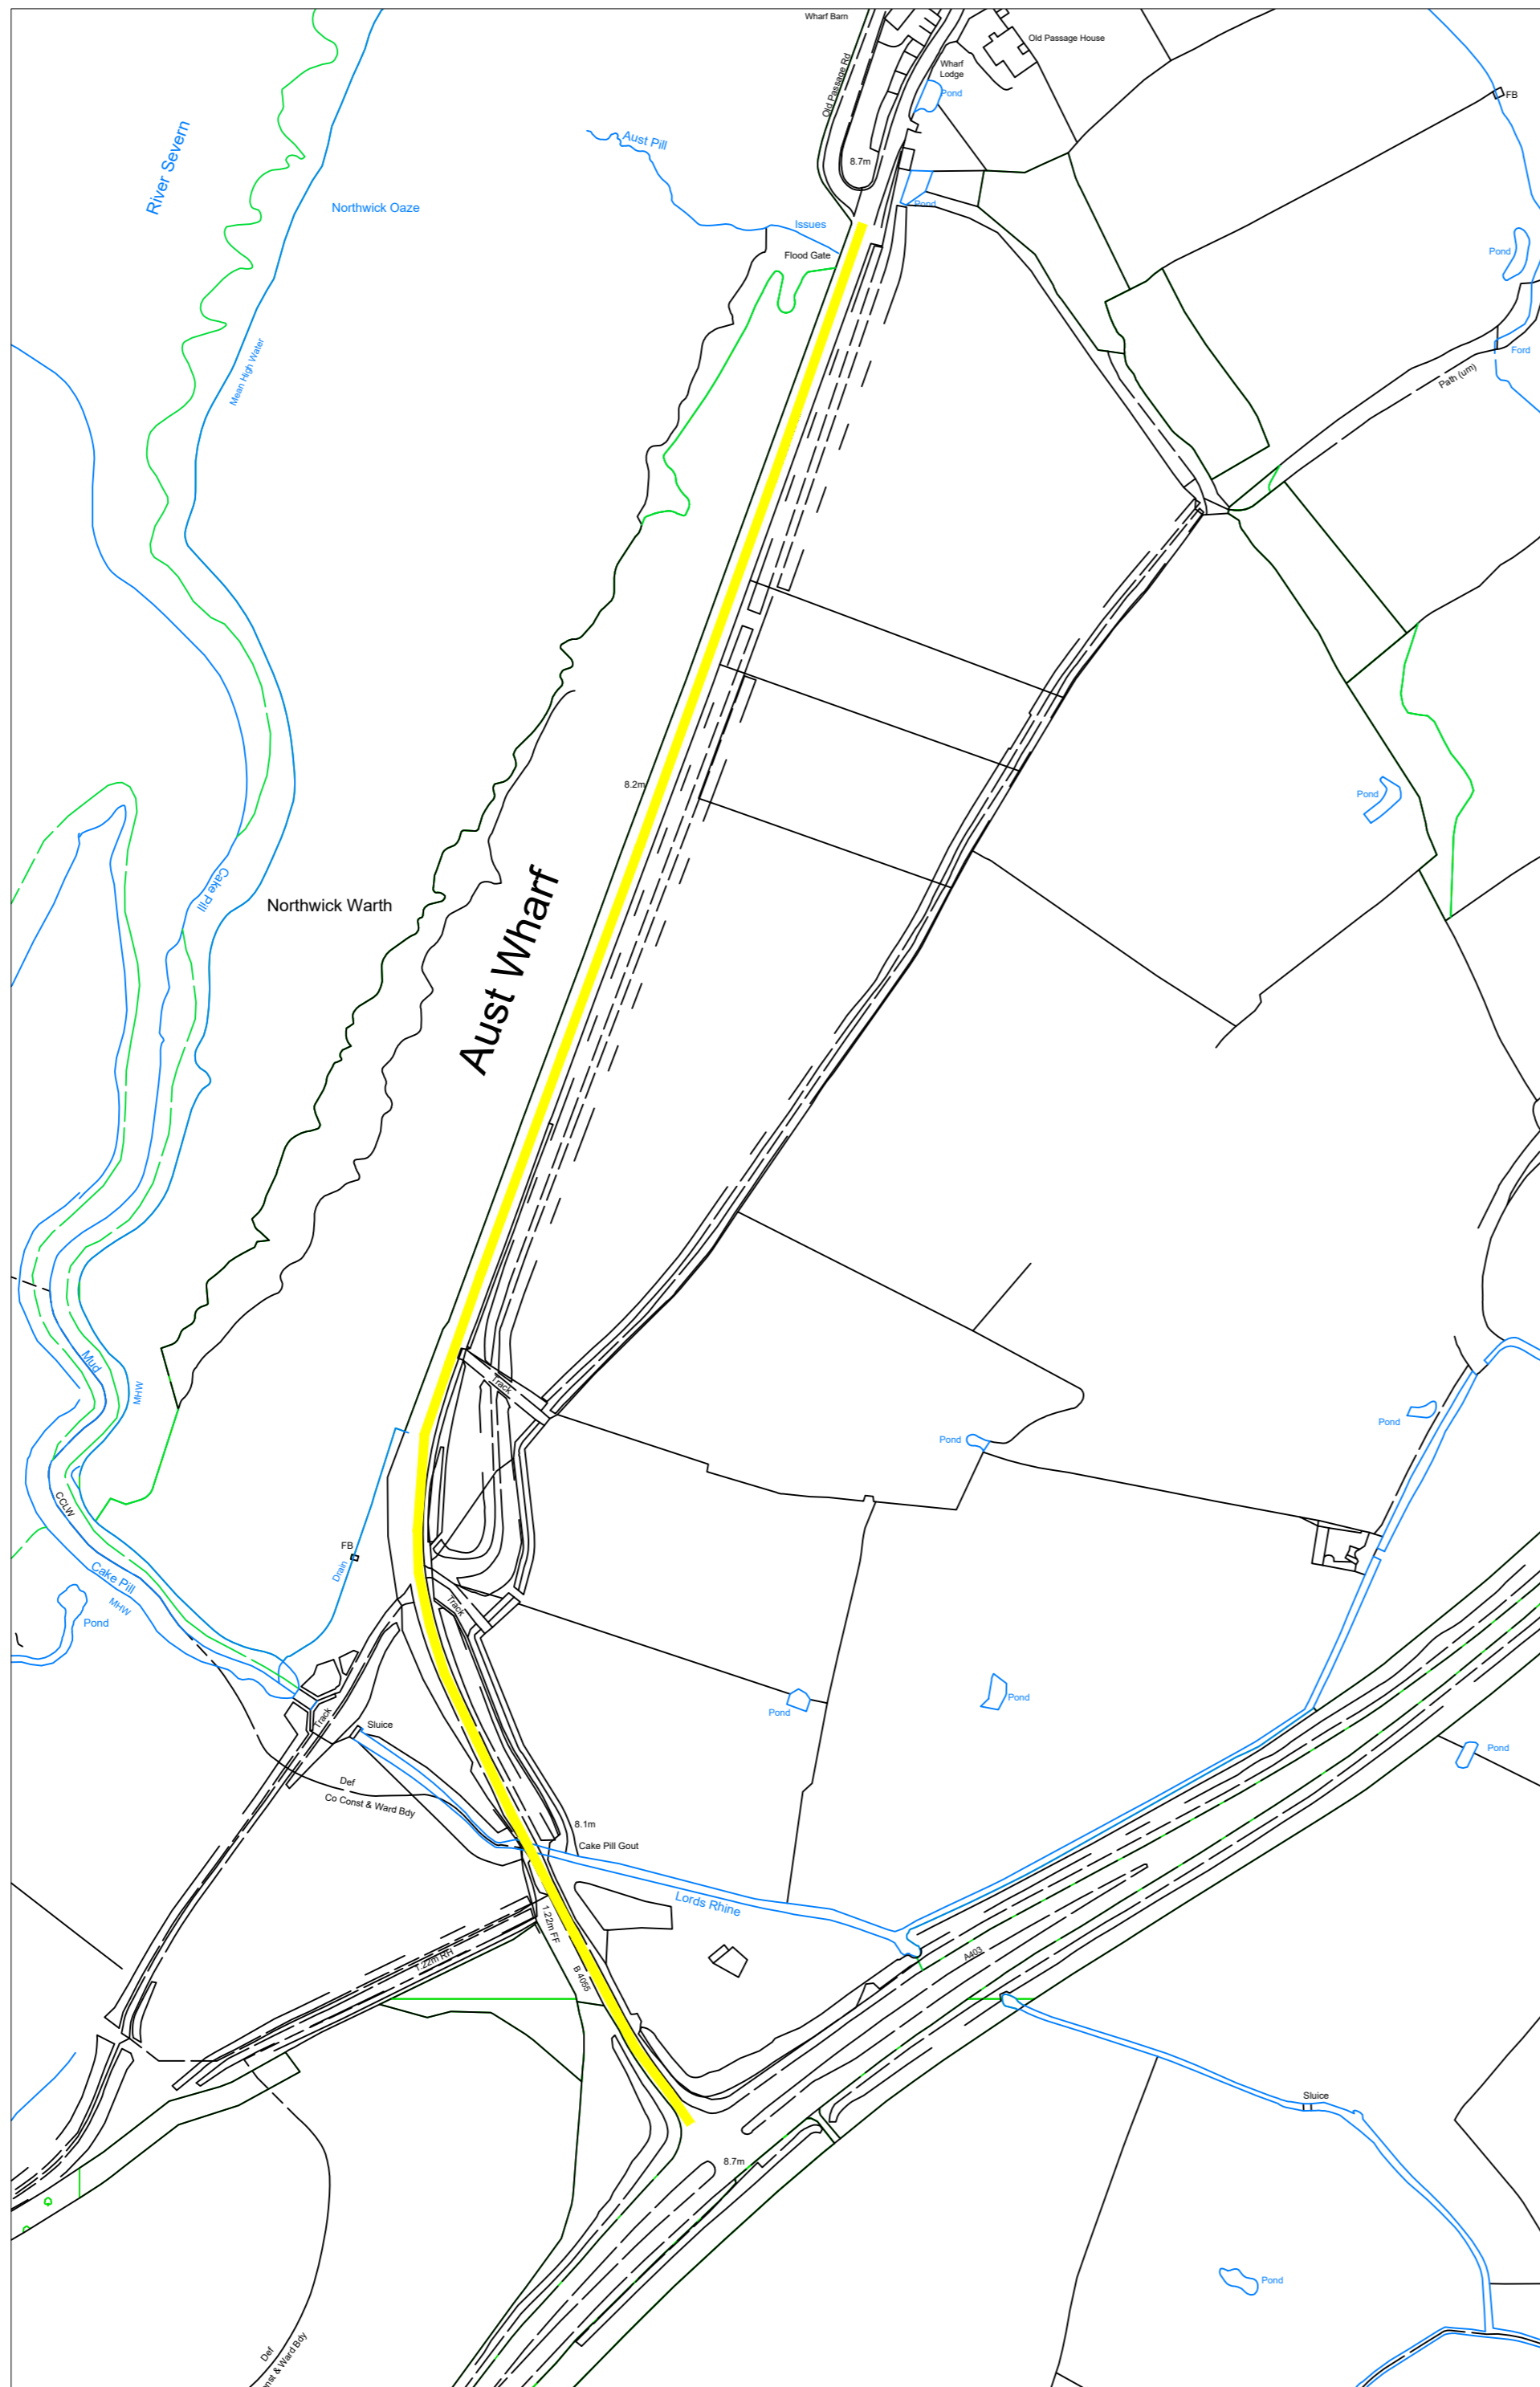 Wharf Barn
Old Passage House
Old Passage Rd
Wharf
Lodge
Pond
FB
River Severn
Aust Pill
8.7m
Northwick Oaze
Pond
Issues
Flood Gate
Pond
Mean High Water
Ford
Path (um)
8.2m
Pond
Cake Pill
Northwick Warth
Aust Wharf
Mud
MHW
Track
Pond
Pond
CCLW
FB
Drain
Cake Pill
MHW
Track
Pond
Pond
Pond
Track
Sluice
Pond
Def
Co Const & Ward Bdy
8.1m
Cake Pill Gout
Lords Rhine
1.22m FF
A403
1.22m RH
B 4055
Sluice
8.7m
Pond
Def
nst & Ward Bdy